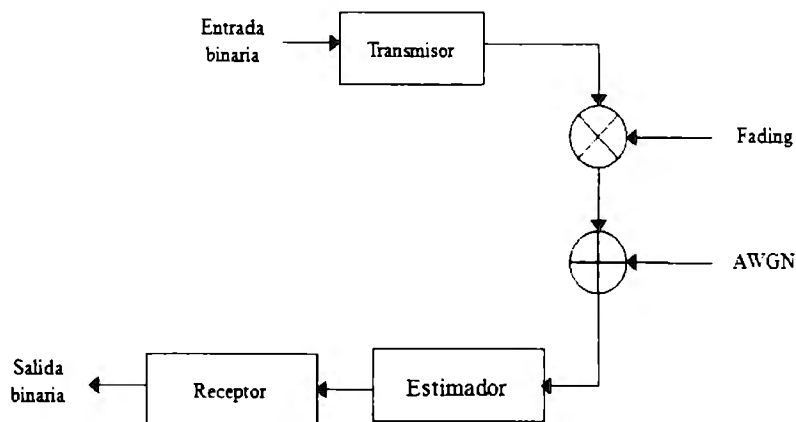 Entrada
binaria
Transmisor
Fading
AWGN
Salida
binaria
Receptor
Estimador